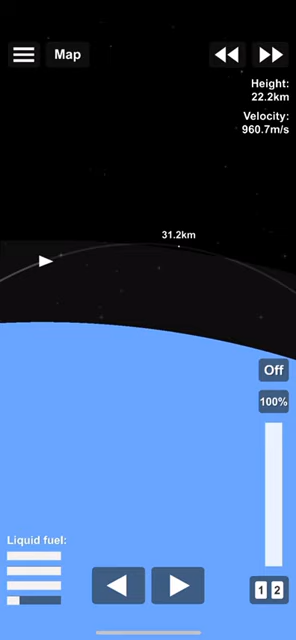 Map
Height:
22.2km
Velocity:
960.7m/s
31.2km
Off
100%
Liquid fuel:
1 2